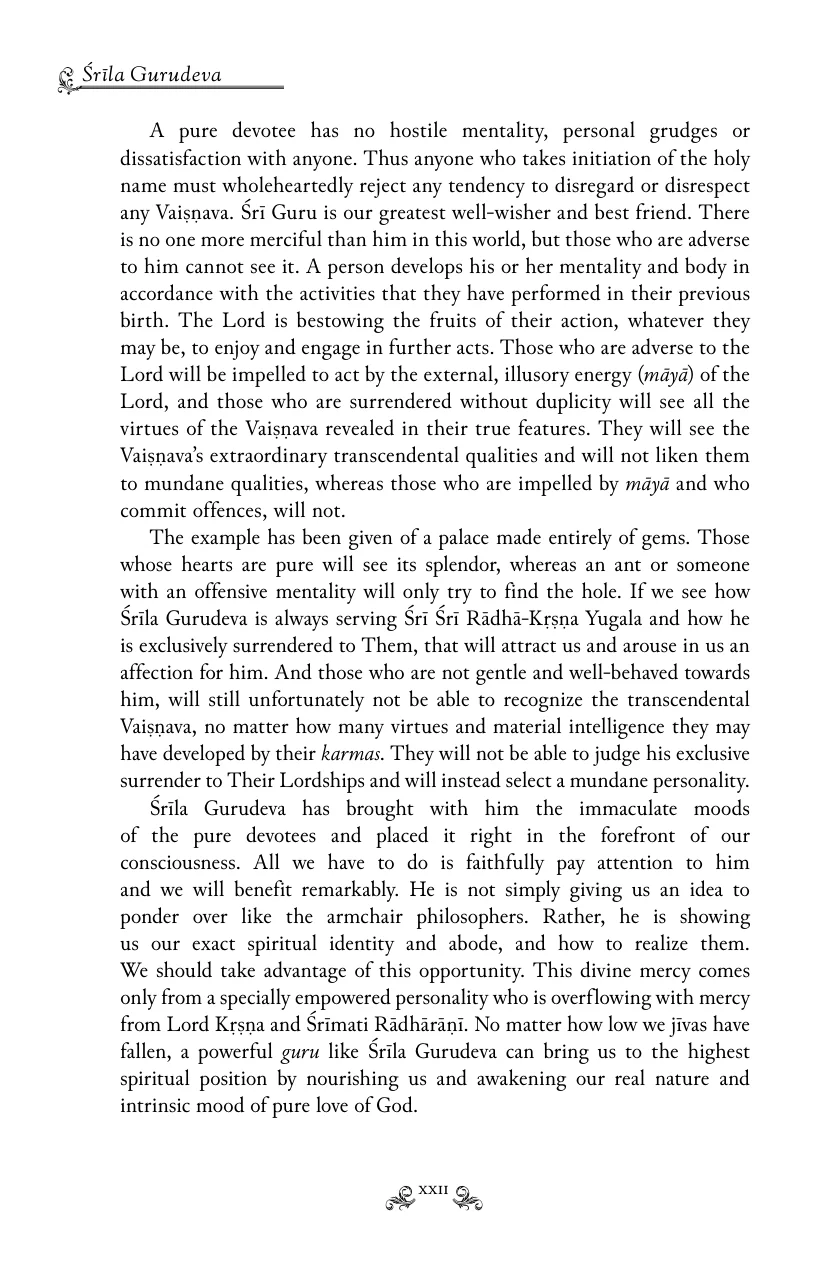 Śrīla Gurudeva
A pure devotee has no hostile mentality, personal grudges or
dissatisfaction with anyone. Thus anyone who takes initiation of the holy
name must wholeheartedly reject any tendency to disregard or disrespect
any Vaiṣṇava. Śrī Guru is our greatest well-wisher and best friend. There
is no one more merciful than him in this world, but those who are adverse
to him cannot see it. A person develops his or her mentality and body in
accordance with the activities that they have performed in their previous
birth. The Lord is bestowing the fruits of their action, whatever they
may be, to enjoy and engage in further acts. Those who are adverse to the
Lord will be impelled to act by the external, illusory energy (māyā) of the
Lord, and those who are surrendered without duplicity will see all the
virtues of the Vaiṣṇava revealed in their true features. They will see the
Vaiṣṇava’s extraordinary transcendental qualities and will not liken them
to mundane qualities, whereas those who are impelled by māyā and who
commit offences, will not.
The example has been given of a palace made entirely of gems. Those
whose hearts are pure will see its splendor, whereas an ant or someone
with an offensive mentality will only try to find the hole. If we see how
Śrīla Gurudeva is always serving Śrī Śrī Rādhā-Kṛṣṇa Yugala and how he
is exclusively surrendered to Them, that will attract us and arouse in us an
affection for him. And those who are not gentle and well-behaved towards
him, will still unfortunately not be able to recognize the transcendental
Vaiṣṇava, no matter how many virtues and material intelligence they may
have developed by their karmas. They will not be able to judge his exclusive
surrender to Their Lordships and will instead select a mundane personality.
Śrīla Gurudeva has brought with him the immaculate moods
of the pure devotees and placed it right in the forefront of our
consciousness. All we have to do is faithfully pay attention to him
and we will benefit remarkably. He is not simply giving us an idea to
ponder over like the armchair philosophers. Rather, he is showing
us our exact spiritual identity and abode, and how to realize them.
We should take advantage of this opportunity. This divine mercy comes
only from a specially empowered personality who is overflowing with mercy
from Lord Kṛṣṇa and Śrīmati Rādhārāṇī. No matter how low we jīvas have
fallen, a powerful guru like Śrīla Gurudeva can bring us to the highest
spiritual position by nourishing us and awakening our real nature and
intrinsic mood of pure love of God.
XXII